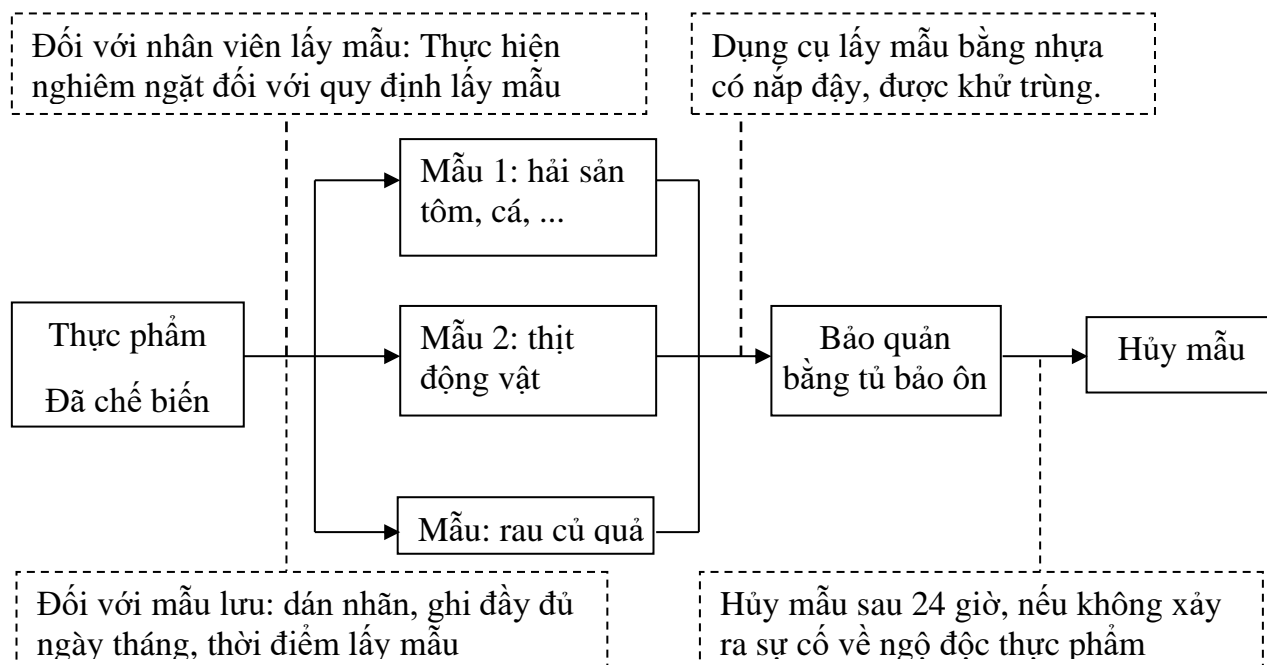 Đối với nhân viên lấy mẫu: Thực hiện
nghiêm ngặt đối với quy định lấy mẫu
Dụng cụ lấy mẫu bằng nhựa
có nắp đậy, được khử trùng.
Mẫu 1: hải sản
tôm, cá, ...
Thực phẩm
Đã chế biến
Mẫu 2: thịt
động vật
Bảo quản
bằng tủ bảo ôn
Hủy mẫu
Mẫu: rau củ quả
Đối với mẫu lưu: dán nhãn, ghi đầy đủ
ngày tháng, thời điểm lấy mẫu
Hủy mẫu sau 24 giờ, nếu không xảy
ra sự cố về ngộ độc thực phẩm